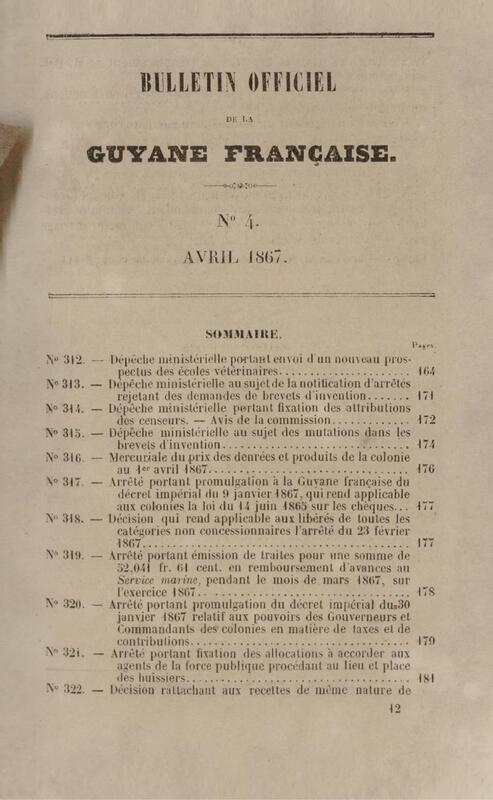 BULLETIN OFFICIEL
DE LA
GUYANE FRANÇAISE.
N° 4.
AVRIL 1867.
SOMMAIRE.
Pages.
N° 312. — Dépêche ministérielle portant envoi d'un nouveau pros-
pectus des écoles vétérinaires..................... 164
N° 313. — Dépêche ministérielle au sujet de la notification d'arrêtés
rejetant des demandes de brevets d'invention....... 171
N° 314. — Dépêche ministérielle portant fixation des attributions
des censeurs. — Avis de la commission............ 172
N° 315. — Dépêche ministérielle au sujet des mutations dans les
brevets d'invention............................... 174
N° 316. — Mercuriale du prix des denrées et produits de la colonie
au 1er avril 1867................................. 176
N° 317. — Arrêté portant promulgation à la Guyane française du
décret impérial du 9 janvier 1867, qui rend applicable
aux colonies la loi du 14 juin 1865 sur les chèques... 177
N° 318. — Décision qui rend applicable aux libérés de toutes les
catégories non concessionnaires l'arrêté du 23 février
1867............................................. 177
N° 319. — Arrêté portant émission de traites pour une somme de
52,041 fr. 61 cent. en remboursement d'avances au
Service marine, pendant le mois de mars 1867, sur
l'exercice 1867................................... 178
N° 320. — Arrêté portant promulgation du décret impérial du 30
janvier 1867 relatif aux pouvoirs des Gouverneurs et
Commandants des colonies en matière de taxes et de
contributions..................................... 179
N° 321. — Arrêté portant fixation des allocations à accorder aux
agents de la force publique procédant au lieu et place
des huissiers..................................... 181
N° 322. — Décision rattachant aux recettes de même nature de
12